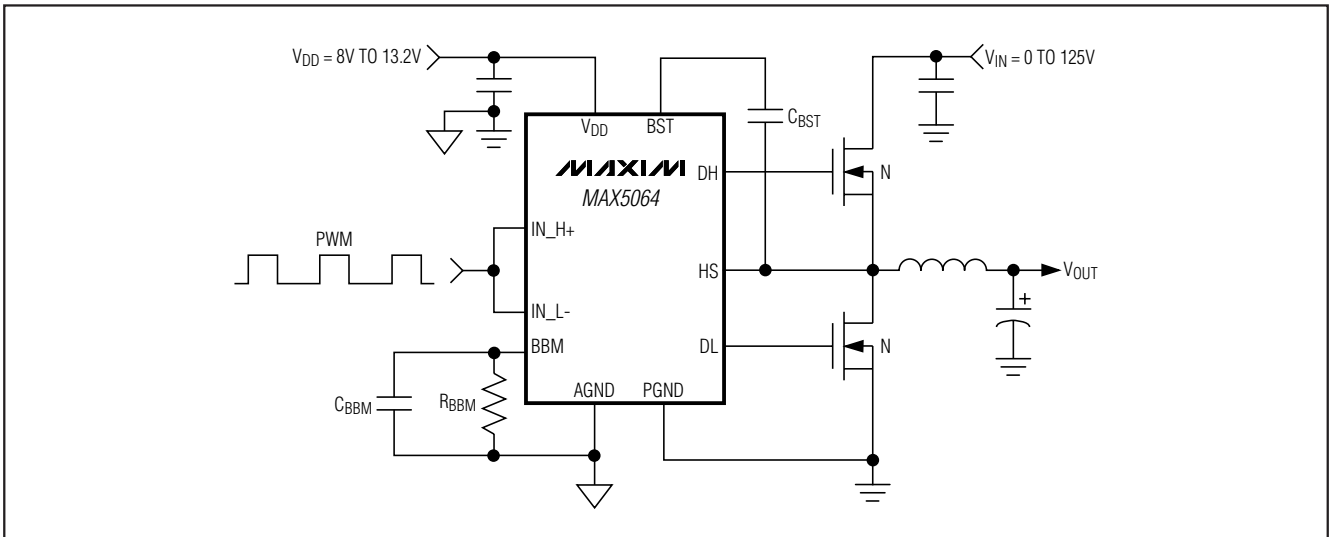 V_DD = 8V TO 13.2V
V_IN = 0 TO 125V
V_DD
BST
C_BST
MAXIM
MAX5064
DH
N
IN_H+
PWM
HS
V_OUT
+
IN_L-
BBM
DL
N
C_BBM
R_BBM
AGND
PGND